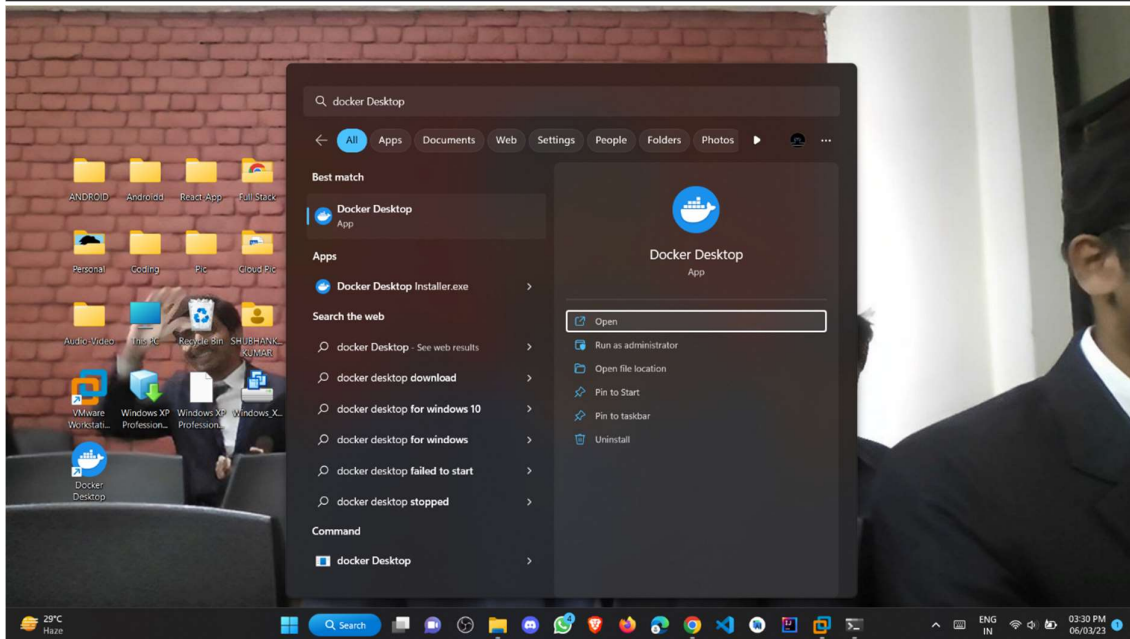 docker Desktop
All
Apps
Documents
Web
Settings
People
Folders
Photos
Best match
Docker Desktop
App
Apps
Docker Desktop Installer.exe
Search the web
docker Desktop - See web results
docker desktop download
docker desktop for windows 10
docker desktop for windows
docker desktop failed to start
docker desktop stopped
Command
docker Desktop
Docker Desktop
App
Open
Run as administrator
Open file location
Pin to Start
Pin to taskbar
Uninstall
ANDROID
Androidd
React-App
Full Stack
Personal
Coding
Pic
Cloud Pic
Audio-Video
This PC
Recycle Bin
SHUBHANK...
KUMAR
VMware
Workstati...
Windows XP
Profession...
Windows XP
Profession...
Windows_X...
Docker
Desktop
29°C
Haze
Search
4
ENG
IN
03:30 PM
06/03/23
1